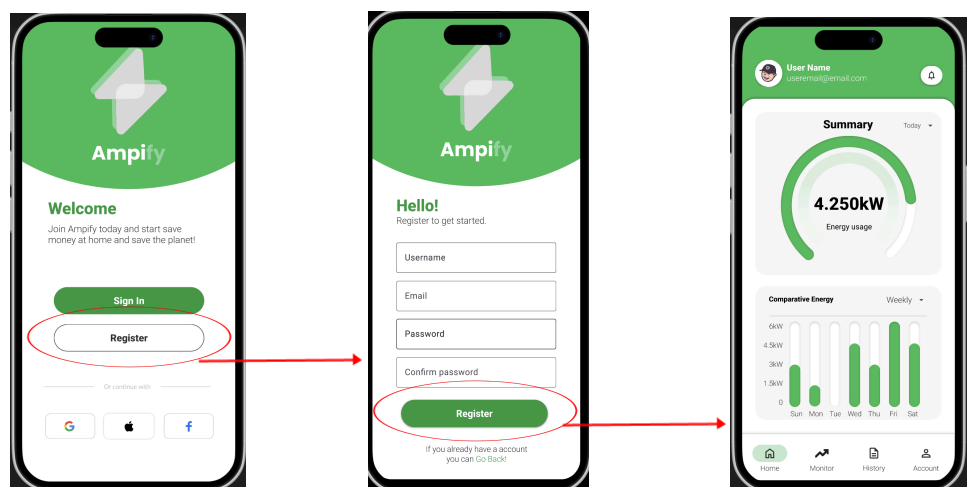 Ampify
Welcome
Join Ampify today and start save
money at home and save the planet!
Sign In
Register
Or continue with
G
f
Ampify
Hello!
Register to get started.
Username
Email
Password
Confirm password
Register
If you already have a account
you can Go Back!
User Name
useremail@email.com
Summary
Today
4.250kW
Energy usage
Comparative Energy
Weekly
6kW
4.5kW
3kW
1.5kW
0
Sun Mon Tue Wed Thu Fri Sat
Home Monitor History Account